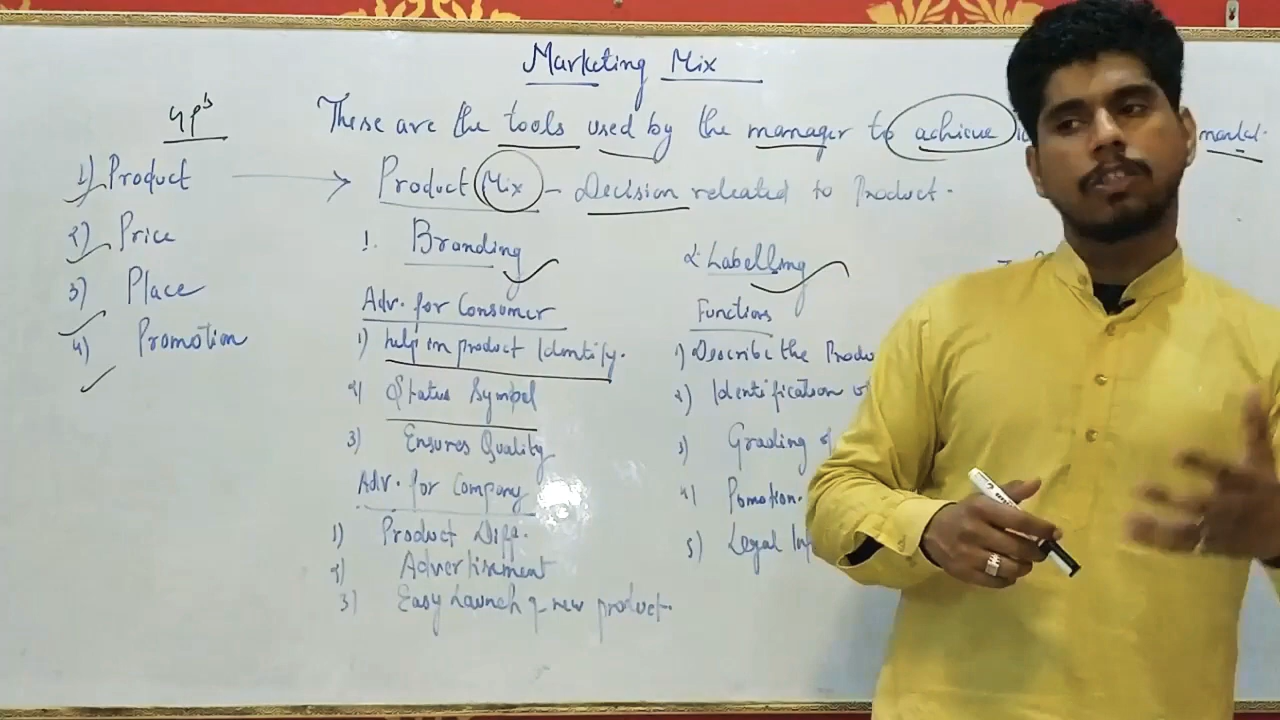 Marketing Mix
4P's
These are the tools used by the manager to achieve
1) Product
2) Price
3) Place
4) Promotion
Product Mix - Decision releated to Product.
1. Branding
Adv. for Consumer
1) help in product Identify.
2) Status Symbol
3) Ensures Quality
Adv. for Company
1) Product Diff.
2) Advertisement
3) Easy Launch of new product.
2. Labelling
Functions
1) Describe the Produ
2) Identification o
3) Grading of
4) Pomotion.
5) Legal In